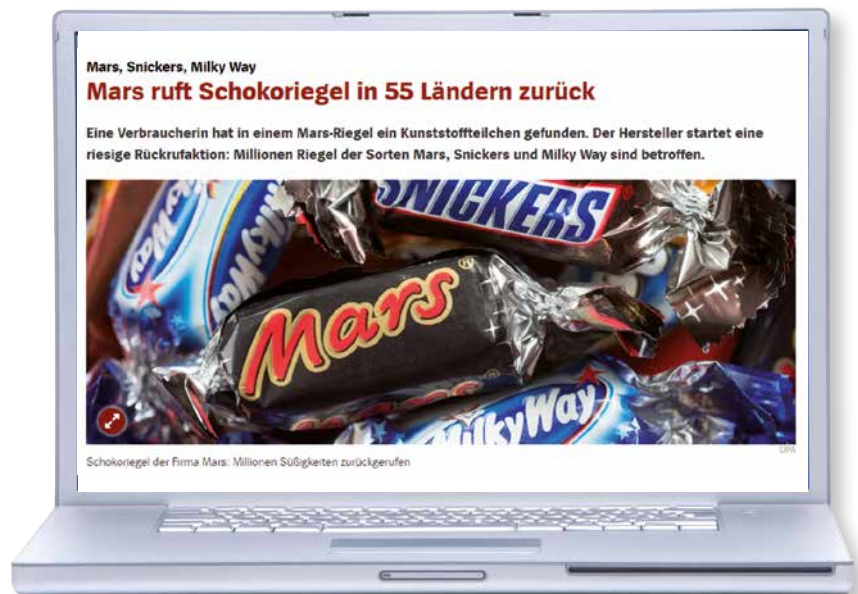 Mars, Snickers, Milky Way
Mars ruft Schokoriegel in 55 Ländern zurück
Eine Verbraucherin hat in einem Mars-Riegel ein Kunststoffteilchen gefunden. Der Hersteller startet eine
riesige Rückrufaktion: Millionen Riegel der Sorten Mars, Snickers und Milky Way sind betroffen.
SNICKERS
MilkyWay
Mars®
MilkyWay
DPA
Schokoriegel der Firma Mars: Millionen Süßigkeiten zurückgerufen